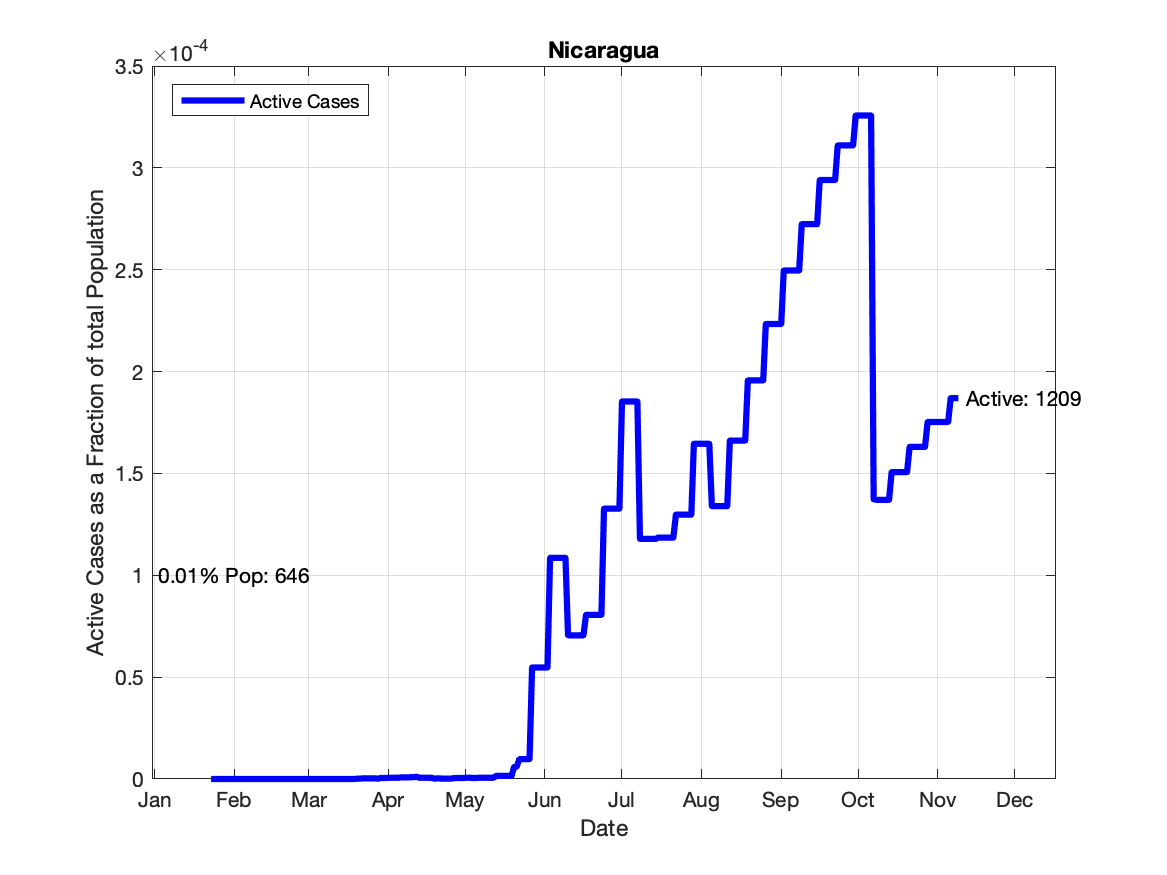 Nicaragua
×10-4
3.5
3
2.5
2
1.5
1
0.5
0
Active Cases as a Fraction of total Population
Active Cases
0.01% Pop: 646
Active: 1209
Jan Feb Mar Apr May Jun Jul Aug Sep Oct Nov Dec
Date